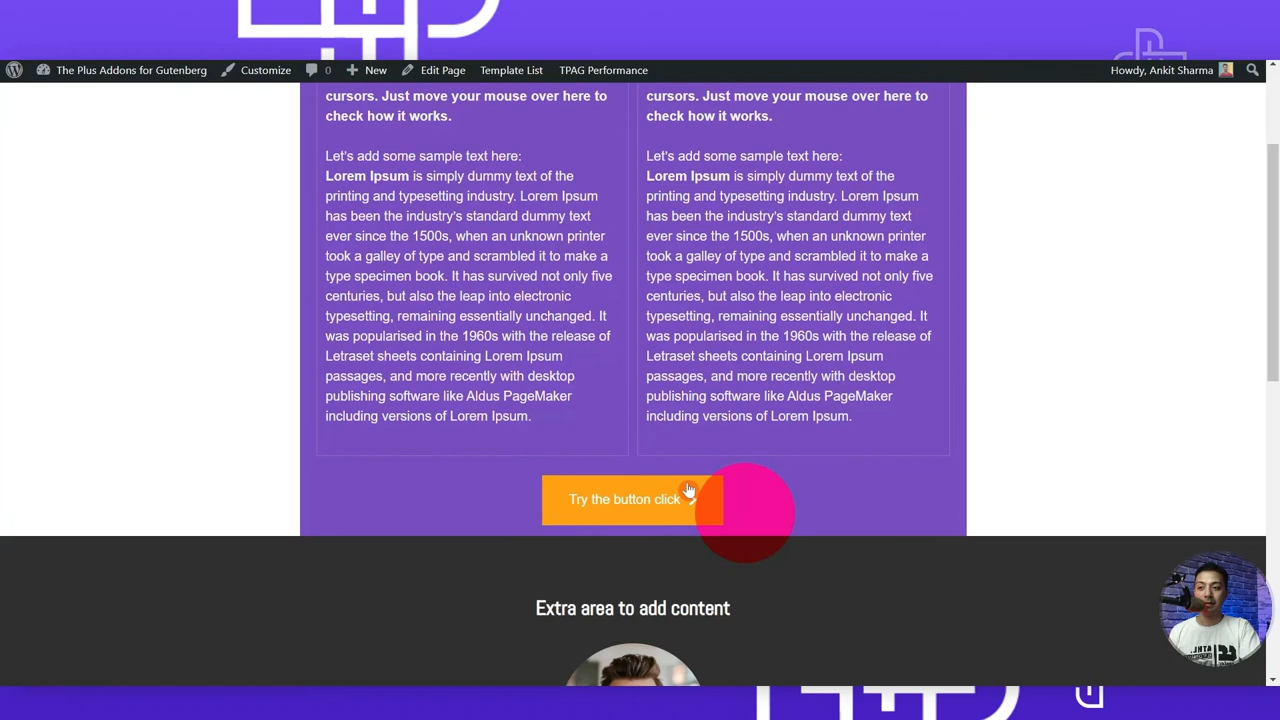 The Plus Addons for Gutenberg Customize 0 New Edit Page Template List TPAG Performance Howdy, Ankit Sharma
cursors. Just move your mouse over here to
check how it works.
Let's add some sample text here:
Lorem Ipsum is simply dummy text of the
printing and typesetting industry. Lorem Ipsum
has been the industry's standard dummy text
ever since the 1500s, when an unknown printer
took a galley of type and scrambled it to make a
type specimen book. It has survived not only five
centuries, but also the leap into electronic
typesetting, remaining essentially unchanged. It
was popularised in the 1960s with the release of
Letraset sheets containing Lorem Ipsum
passages, and more recently with desktop
publishing software like Aldus PageMaker
including versions of Lorem Ipsum.
cursors. Just move your mouse over here to
check how it works.
Let's add some sample text here:
Lorem Ipsum is simply dummy text of the
printing and typesetting industry. Lorem Ipsum
has been the industry's standard dummy text
ever since the 1500s, when an unknown printer
took a galley of type and scrambled it to make a
type specimen book. It has survived not only five
centuries, but also the leap into electronic
typesetting, remaining essentially unchanged. It
was popularised in the 1960s with the release of
Letraset sheets containing Lorem Ipsum
passages, and more recently with desktop
publishing software like Aldus PageMaker
including versions of Lorem Ipsum.
Try the button click
Extra area to add content